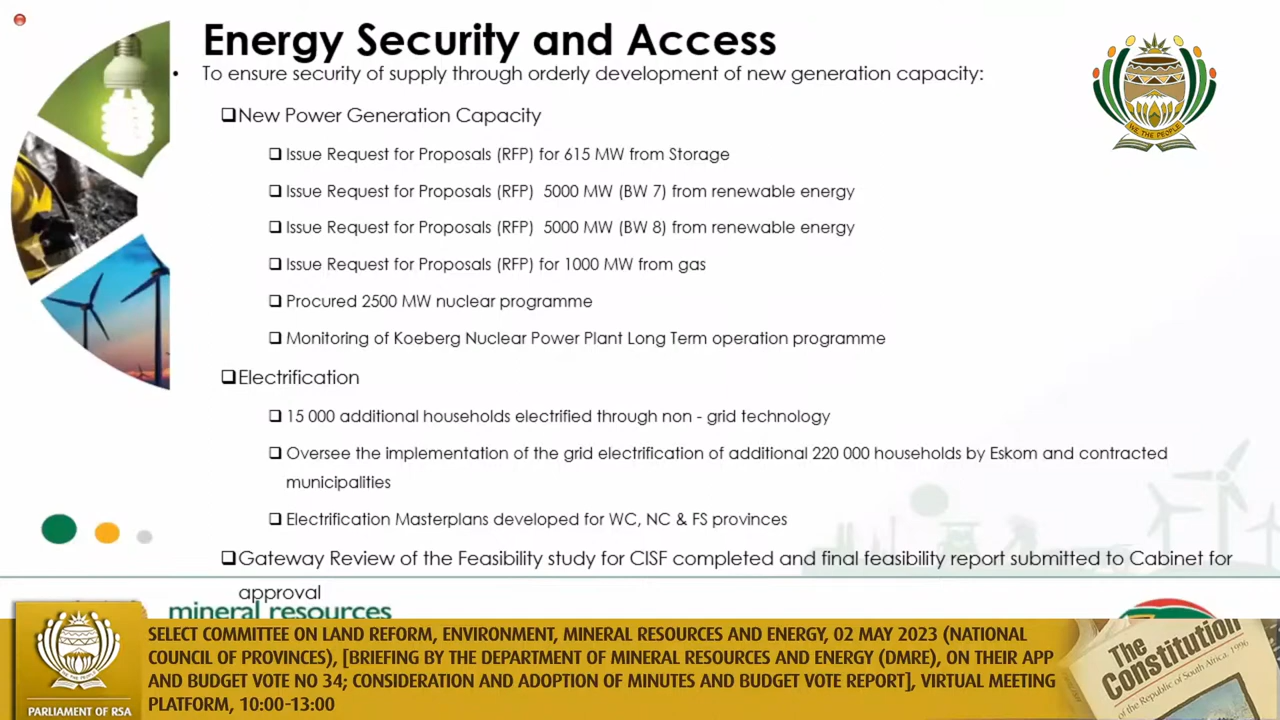 Energy Security and Access
• To ensure security of supply through orderly development of new generation capacity:
❑New Power Generation Capacity
❑ Issue Request for Proposals (RFP) for 615 MW from Storage
❑ Issue Request for Proposals (RFP) 5000 MW (BW 7) from renewable energy
❑ Issue Request for Proposals (RFP) 5000 MW (BW 8) from renewable energy
❑ Issue Request for Proposals (RFP) for 1000 MW from gas
❑ Procured 2500 MW nuclear programme
❑ Monitoring of Koeberg Nuclear Power Plant Long Term operation programme
❑Electrification
❑ 15 000 additional households electrified through non - grid technology
❑ Oversee the implementation of the grid electrification of additional 220 000 households by Eskom and contracted
municipalities
❑ Electrification Masterplans developed for WC, NC & FS provinces
❑Gateway Review of the Feasibility study for CISF completed and final feasibility report submitted to Cabinet for
approval
mineral resources
WE THE PEOPLE
SELECT COMMITTEE ON LAND REFORM, ENVIRONMENT, MINERAL RESOURCES AND ENERGY, 02 MAY 2023 (NATIONAL
COUNCIL OF PROVINCES), [BRIEFING BY THE DEPARTMENT OF MINERAL RESOURCES AND ENERGY (DMRE), ON THEIR APP
AND BUDGET VOTE NO 34; CONSIDERATION AND ADOPTION OF MINUTES AND BUDGET VOTE REPORT], VIRTUAL MEETING
PLATFORM, 10:00-13:00
PARLIAMENT OF RSA
The
Constitution
of the Republic of South Africa, 1996